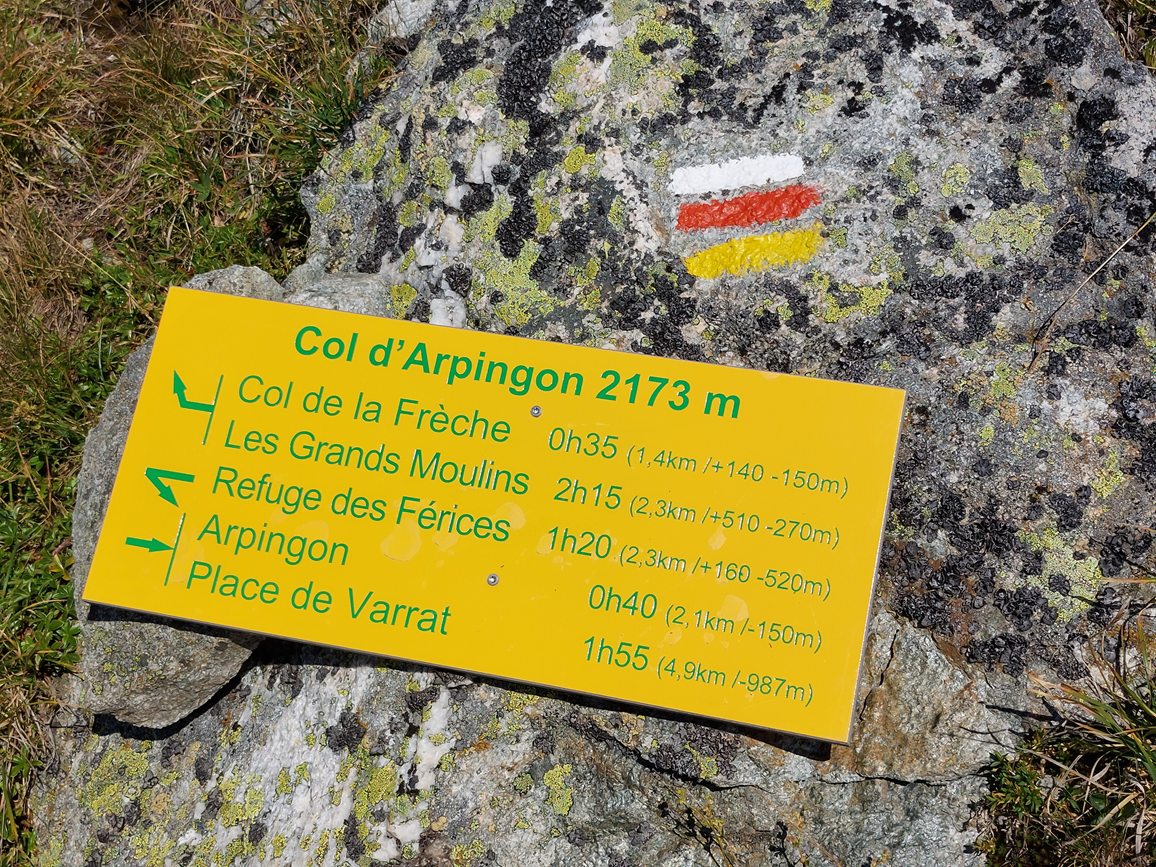 Col d'Arpingon 2173 m
Col de la Frèche 0h35 (1,4km /+140 -150m)
Les Grands Moulins 2h15 (2,3km /+510 -270m)
Refuge des Férices 1h20 (2,3km /+160 -520m)
Arpingon 0h40 (2,1km /-150m)
Place de Varrat 1h55 (4,9km /-987m)